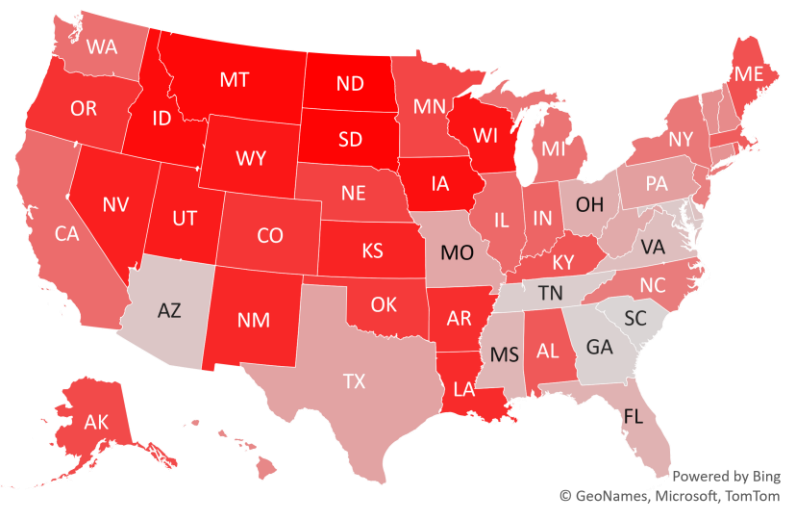 WA
MT
ND
MN
ME
OR
ID
SD
WI
MI
NY
WY
IA
NE
PA
NV
UT
CO
IL
IN
OH
CA
KS
MO
KY
VA
AZ
NM
OK
AR
TN
NC
SC
TX
LA
MS
AL
GA
FL
AK
Powered by Bing
© GeoNames, Microsoft, TomTom